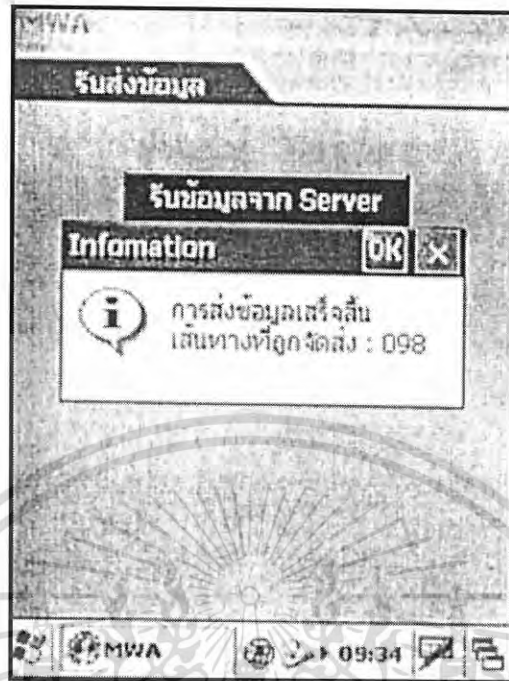 MWA
รับส่งข้อมูล
รับข้อมูลจาก Server
Infomation OK
การส่งข้อมูลเสร็จสิ้น
เส้นทางที่ถูกจัดส่ง : 098
MWA 09:34